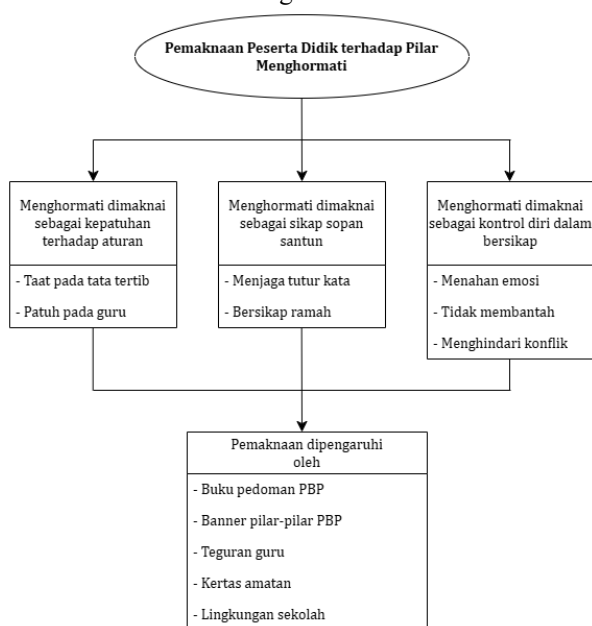 Pemaknaan Peserta Didik terhadap Pilar
Menghormati
Menghormati dimaknai
sebagai kepatuhan
terhadap aturan
- Taat pada tata tertib
- Patuh pada guru
Menghormati dimaknai
sebagai sikap sopan
santun
- Menjaga tutur kata
- Bersikap ramah
Menghormati dimaknai
sebagai kontrol diri dalam
bersikap
- Menahan emosi
- Tidak membantah
- Menghindari konflik
Pemaknaan dipengaruhi
oleh
- Buku pedoman PBP
- Banner pilar-pilar PBP
- Teguran guru
- Kertas amatan
- Lingkungan sekolah